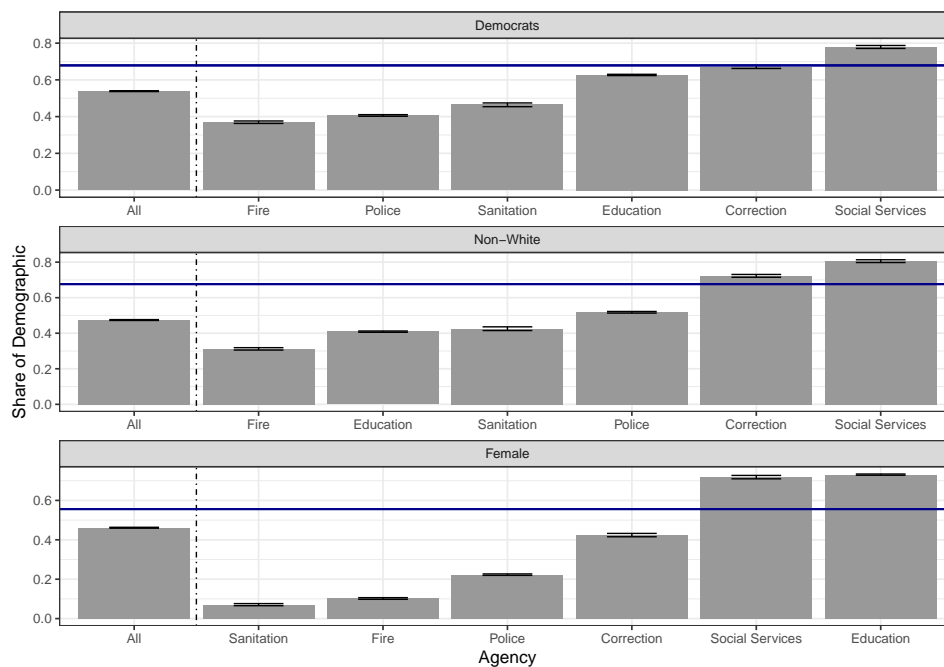 Democrats
0.8
0.6
0.4
0.2
0.0
All Fire Police Sanitation Education Correction Social Services
Non−White
0.8
0.6
0.4
0.2
0.0
All Fire Education Sanitation Police Correction Social Services
Female
0.6
0.4
0.2
0.0
All Sanitation Fire Police Correction Social Services Education
Share of Demographic
Agency